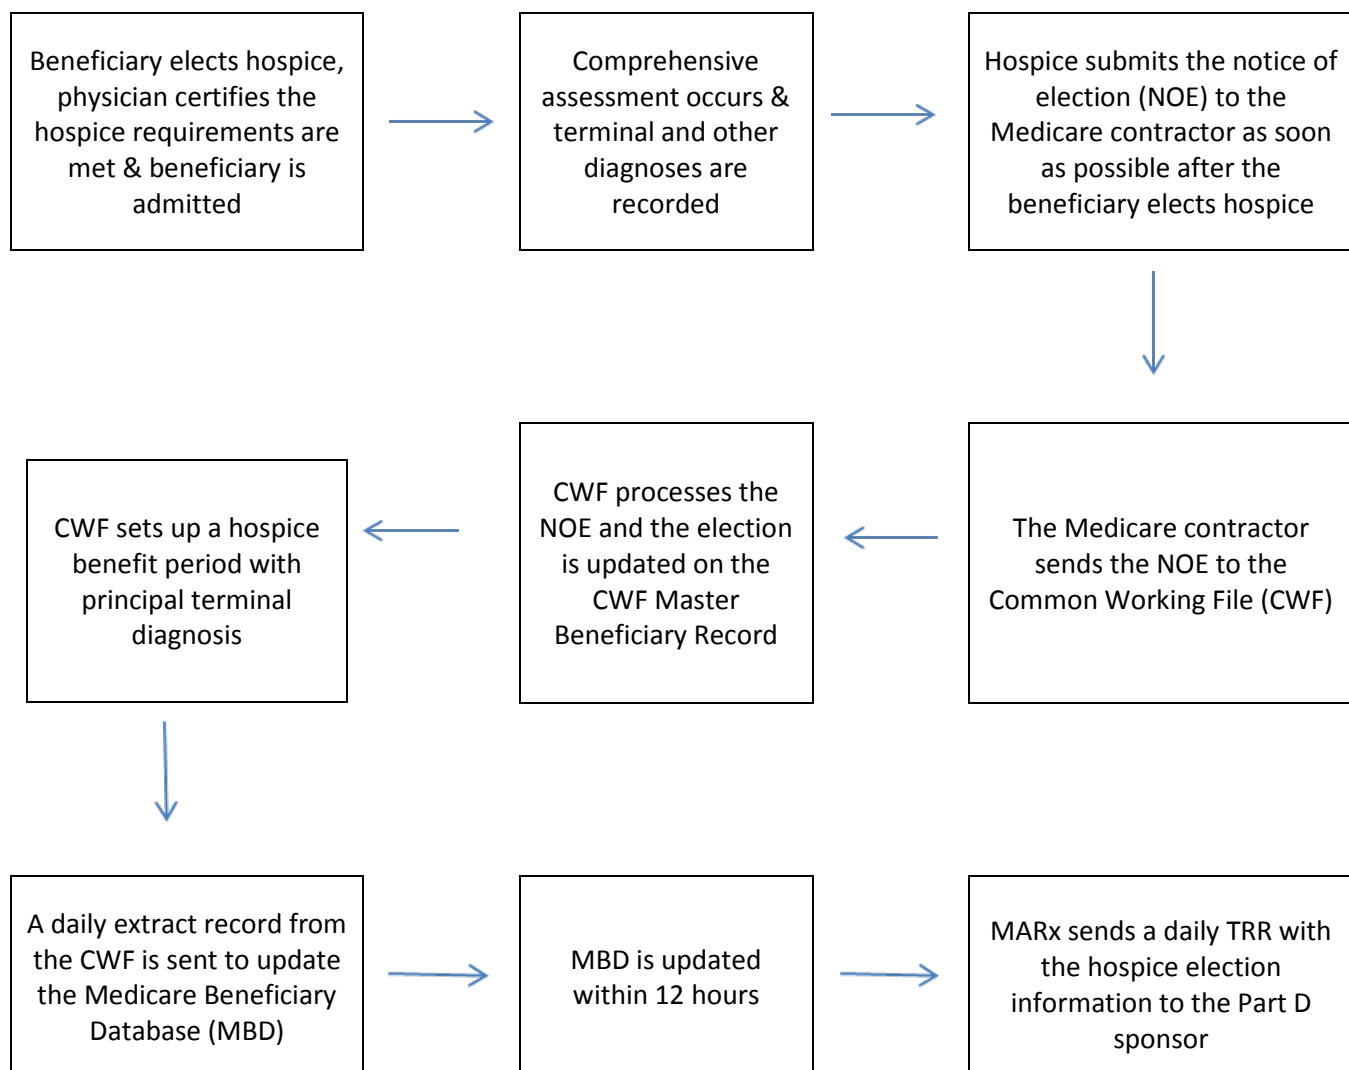 Beneficiary elects hospice,
physician certifies the
hospice requirements are
met & beneficiary is
admitted
Comprehensive
assessment occurs &
terminal and other
diagnoses are
recorded
Hospice submits the notice of
election (NOE) to the
Medicare contractor as soon
as possible after the
beneficiary elects hospice
The Medicare contractor
sends the NOE to the
Common Working File (CWF)
CWF processes the
NOE and the election
is updated on the
CWF Master
Beneficiary Record
CWF sets up a hospice
benefit period with
principal terminal
diagnosis
A daily extract record from
the CWF is sent to update
the Medicare Beneficiary
Database (MBD)
MBD is updated
within 12 hours
MARx sends a daily TRR with
the hospice election
information to the Part D
sponsor